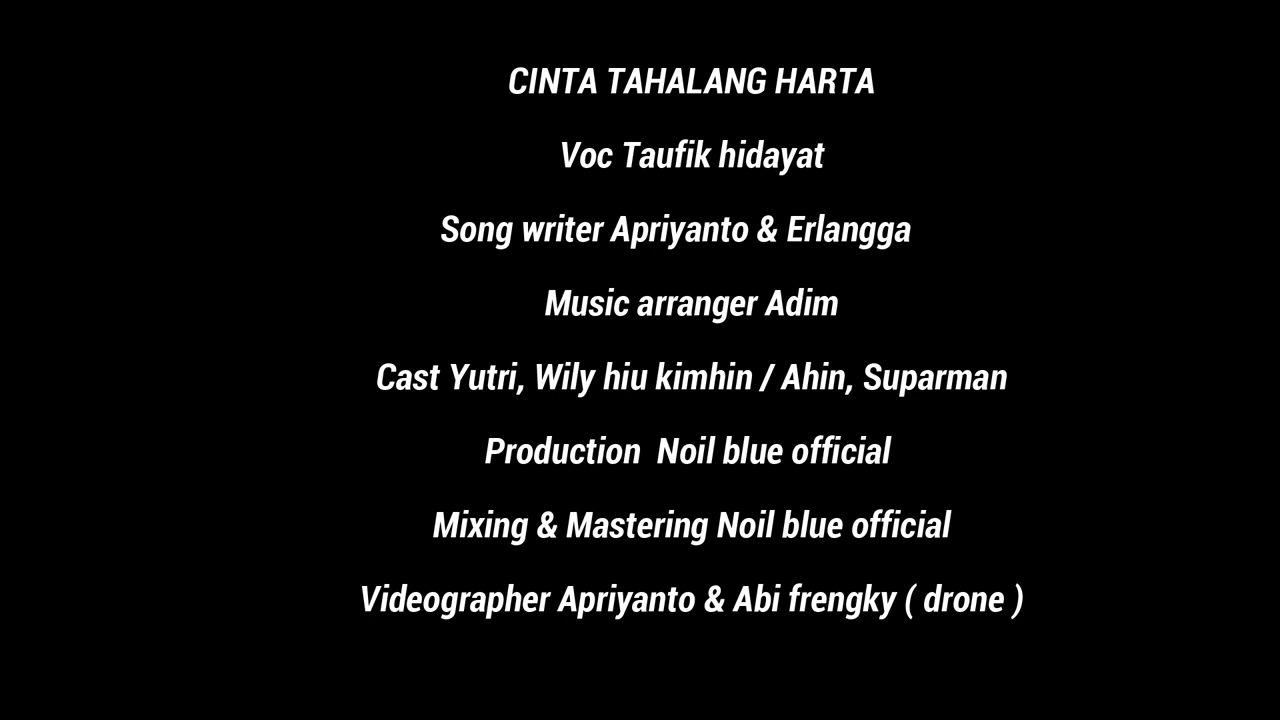 CINTA TAHALANG HARTA
Voc Taufik hidayat
Song writer Apriyanto & Erlangga
Music arranger Adim
Cast Yutri, Wily hiu kimhin / Ahin, Suparman
Production  Noil blue official
Mixing & Mastering Noil blue official
Videographer Apriyanto & Abi frengky ( drone )